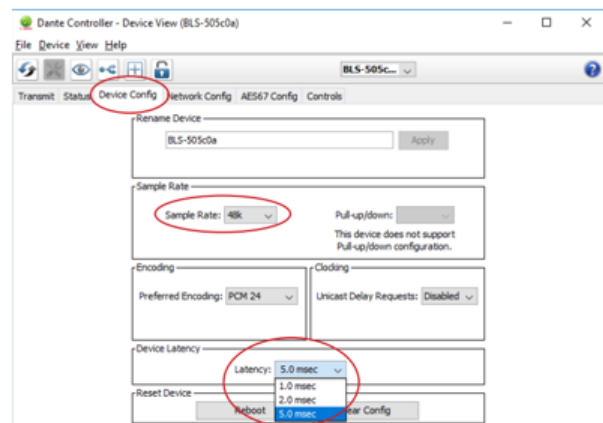 Dante Controller - Device View (BLS-505c0a)
File Device View Help
BLS-505c...
Transmit Status Device Config Network Config AES67 Config Controls
Rename Device
BLS-505c0a Apply
Sample Rate
Sample Rate: 48k Pull-up/down:
This device does not support
Pull-up/down configuration.
Encoding Clocking
Preferred Encoding: PCM 24 Unicast Delay Requests: Disabled
Device Latency
Latency: 5.0 msec
1.0 msec
2.0 msec
Reset Device
Reboot 5.0 msec ear Config